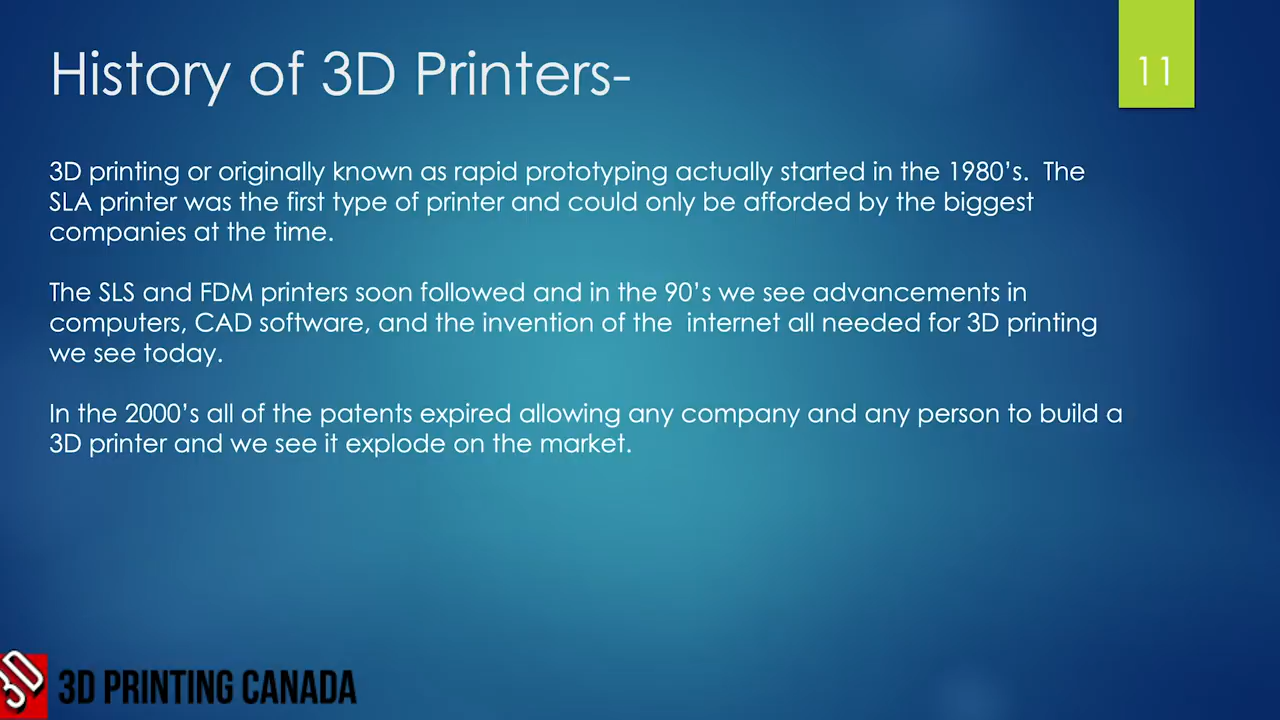 History of 3D Printers-
11
3D printing or originally known as rapid prototyping actually started in the 1980’s.  The
SLA printer was the first type of printer and could only be afforded by the biggest
companies at the time.
The SLS and FDM printers soon followed and in the 90’s we see advancements in
computers, CAD software, and the invention of the  internet all needed for 3D printing
we see today.
In the 2000’s all of the patents expired allowing any company and any person to build a
3D printer and we see it explode on the market.
3D
3D PRINTING CANADA